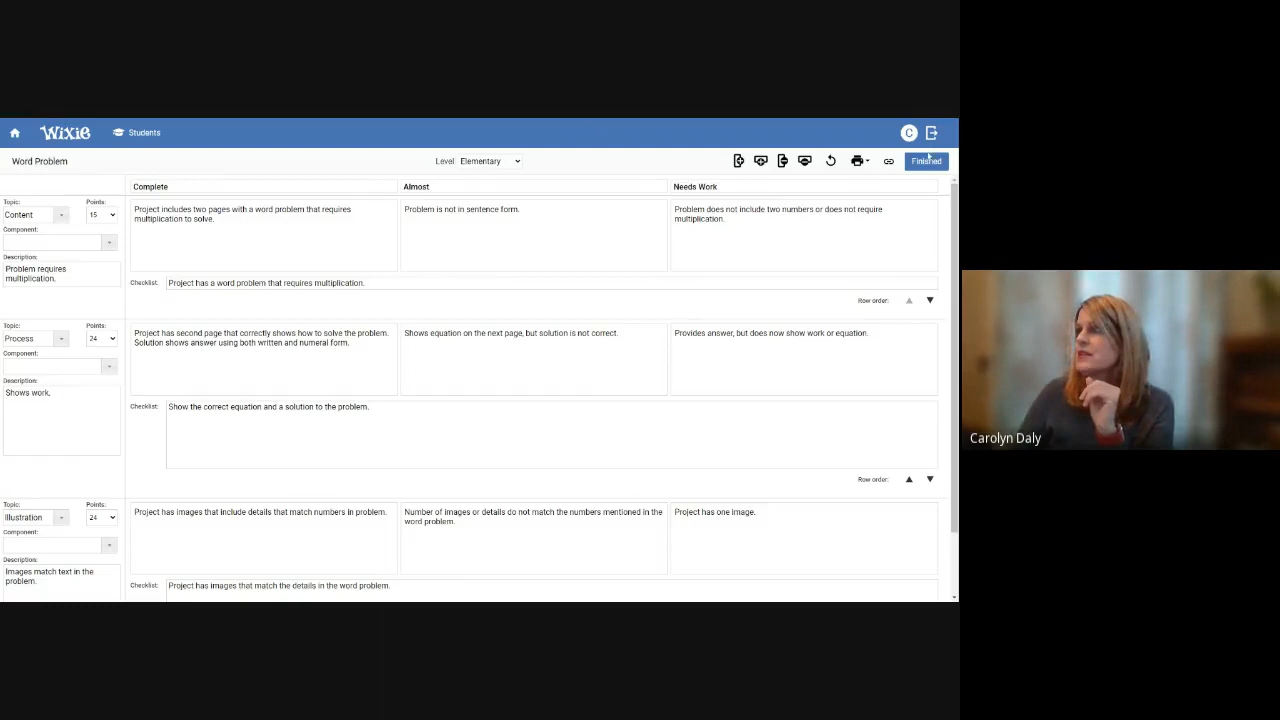 Wixie
Students
C
Word Problem
Level
Elementary
Finished
Complete
Almost
Needs Work
Topic:
Points:
Content
15
Component:
Description:
Problem requires
multiplication.
Project includes two pages with a word problem that requires
multiplication to solve.
Problem is not in sentence form.
Problem does not include two numbers or does not require
multiplication.
Checklist:
Project has a word problem that requires multiplication.
Row order:
Topic:
Points:
Process
24
Component:
Description:
Shows work.
Project has second page that correctly shows how to solve the problem.
Solution shows answer using both written and numeral form.
Shows equation on the next page, but solution is not correct.
Provides answer, but does now show work or equation.
Checklist:
Show the correct equation and a solution to the problem.
Row order:
Topic:
Points:
Illustration
24
Component:
Description:
Images match text in the
problem.
Project has images that include details that match numbers in problem.
Number of images or details do not match the numbers mentioned in the
word problem.
Project has one image.
Checklist:
Project has images that match the details in the word problem.
Carolyn Daly